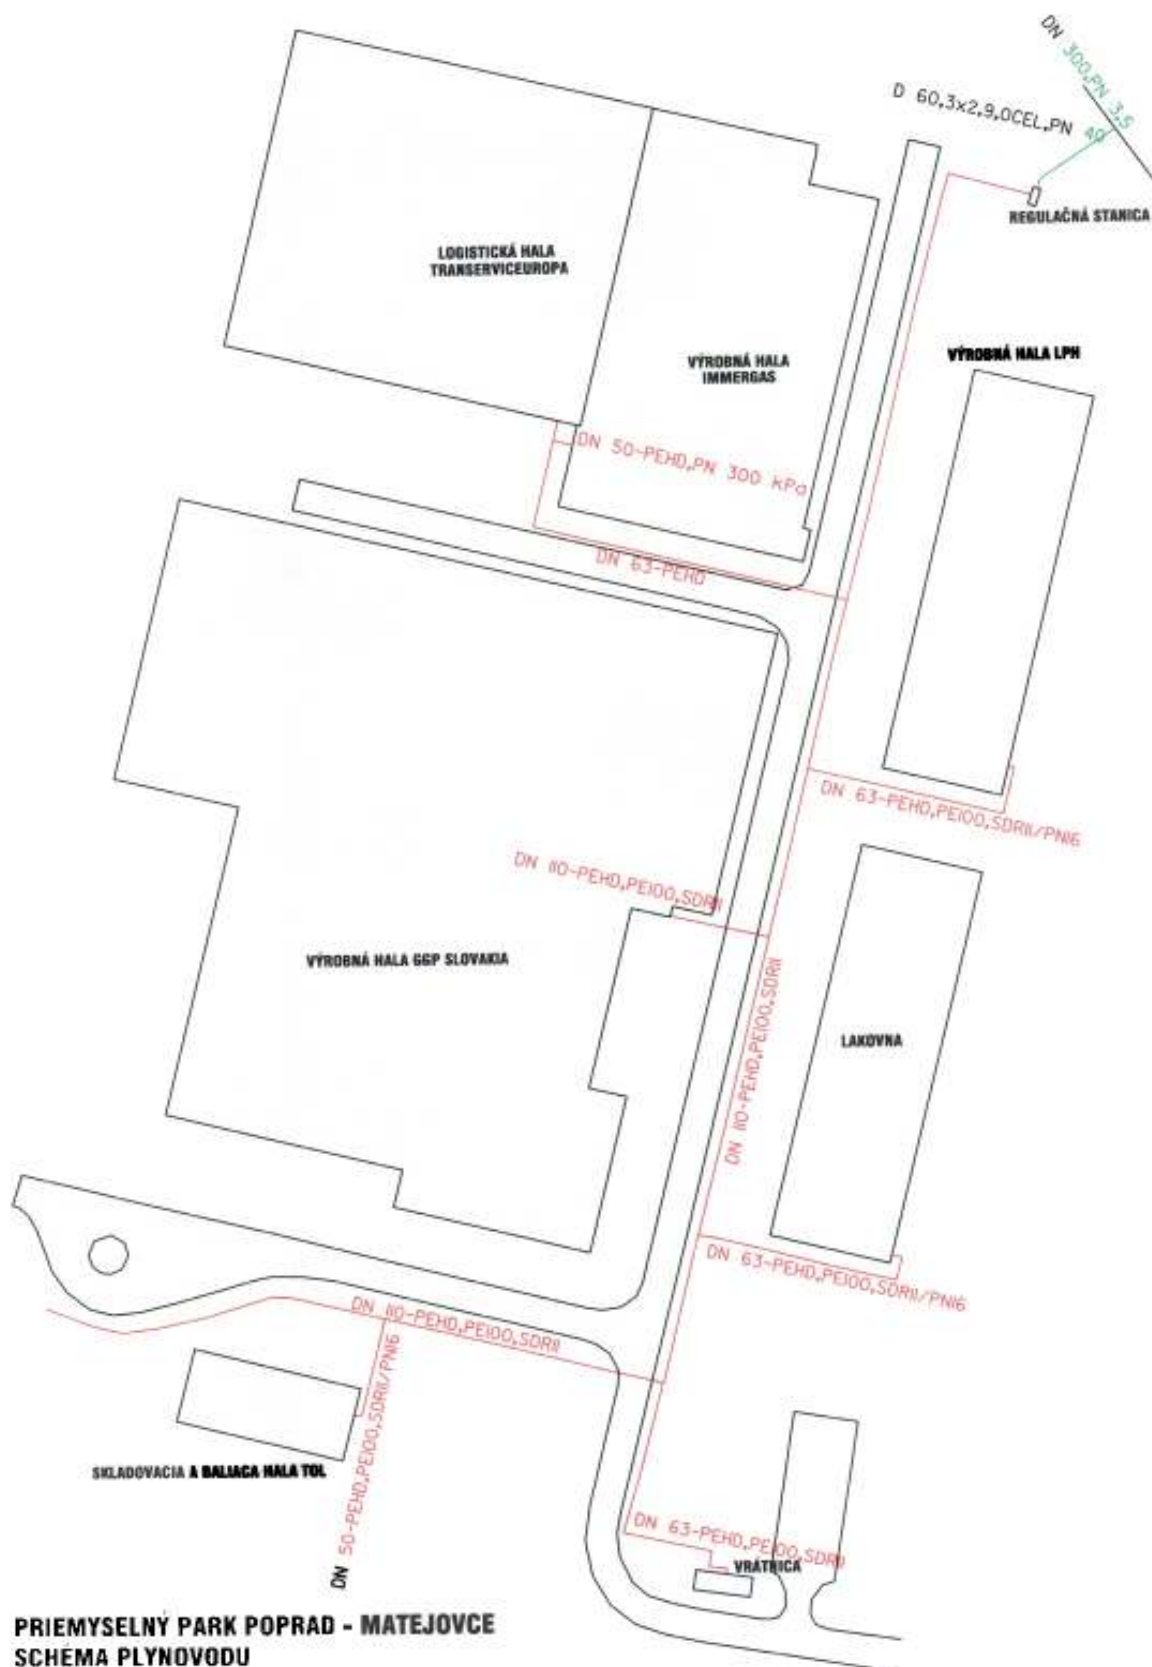 DN 300,PN 3,5
D 60,3x2,9,OCEL,PN 40
REGULAČNÁ STANICA
LOGISTICKÁ HALA
TRANSERVICEUROPA
VÝROBNÁ HALA
IMMERGAS
VÝROBNÁ HALA LPH
DN 50-PEHD,PN 300 kPa
DN 63-PEHD
DN 63-PEHD,PE100,SDR11/PN16
DN 110-PEHD,PE100,SDR11
VÝROBNÁ HALA GGP SLOVAKIA
DN 110-PEHD,PE100,SDR11
LAKOVNA
DN 63-PEHD,PE100,SDR11/PN16
DN 110-PEHD,PE100,SDR11
DN 50-PEHD,PE100,SDR11/PN16
SKLADOVACIA A BALIACA HALA TOL
DN 63-PEHD,PE100,SDR11
VRÁTNICA
PRIEMYSELNÝ PARK POPRAD - MATEJOVCE
SCHÉMA PLYNOVODU